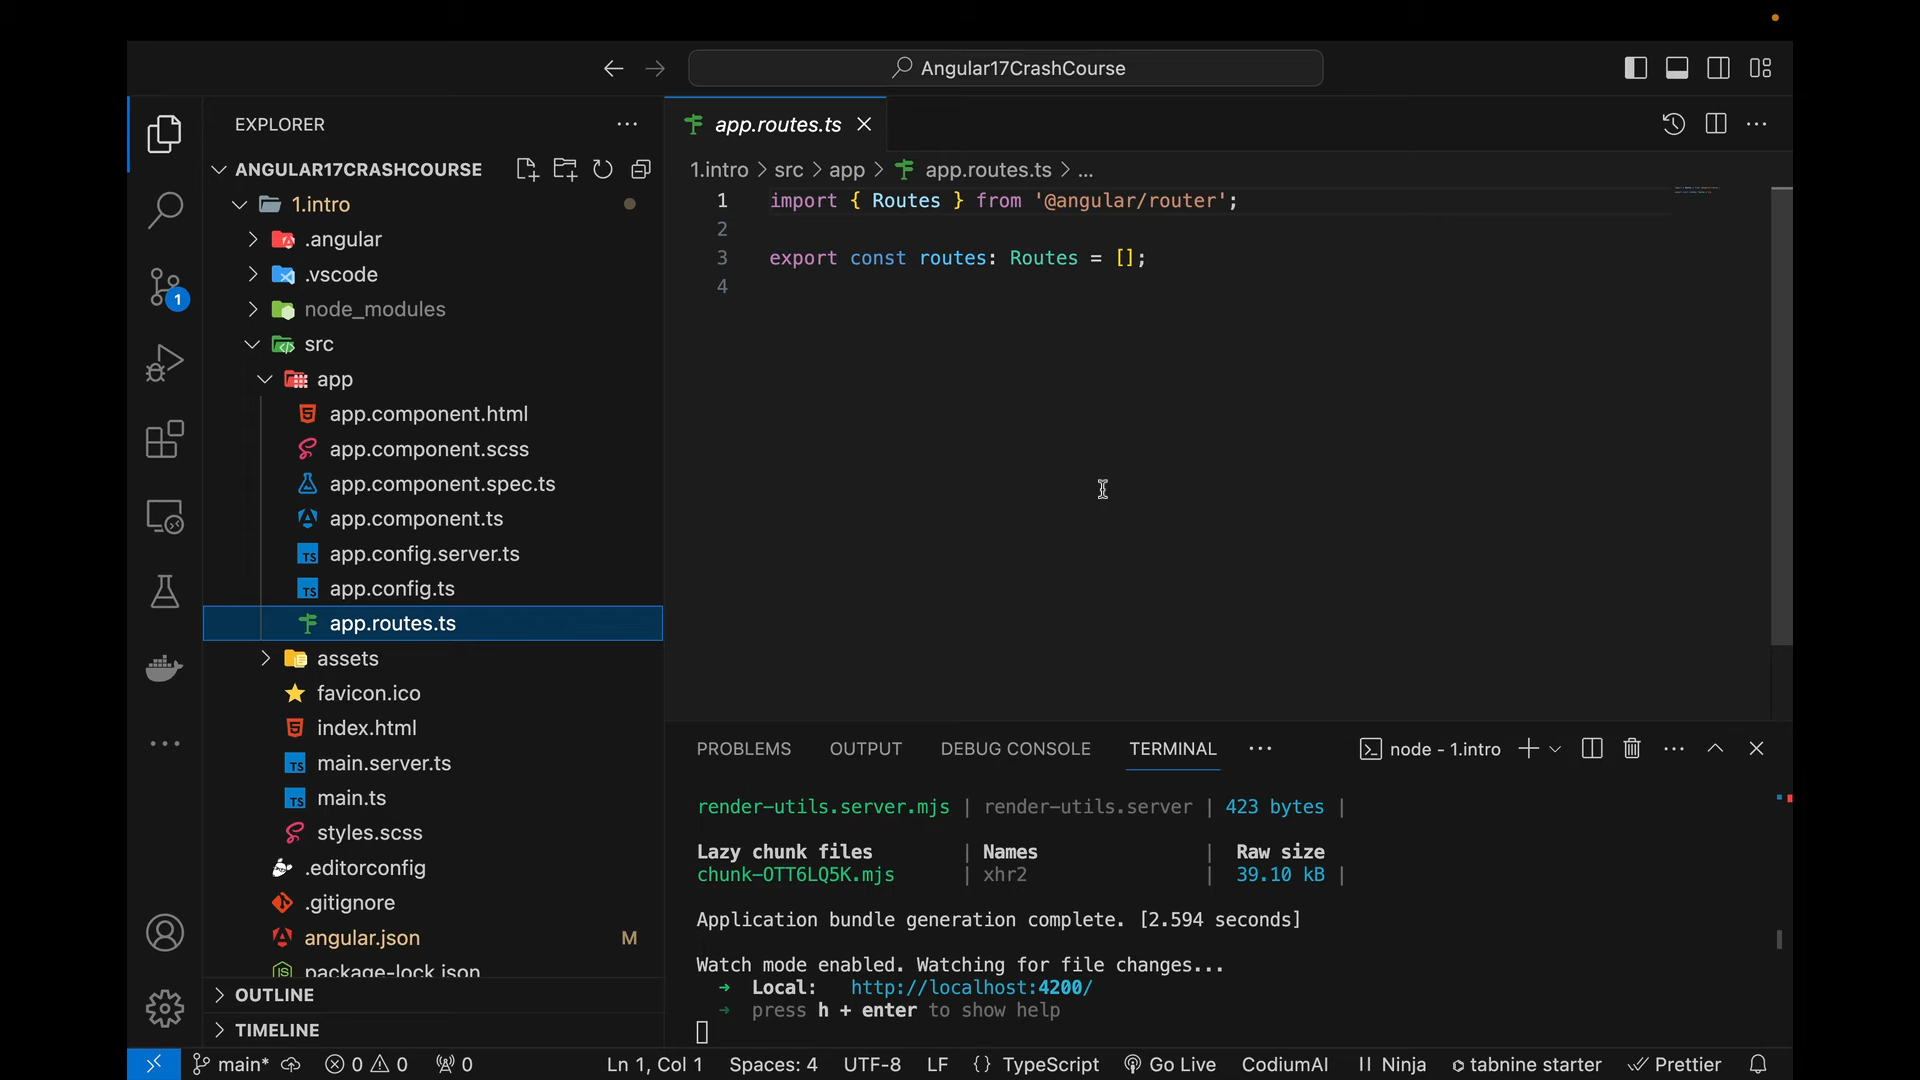 Angular17CrashCourse
EXPLORER
ANGULAR17CRASHCOURSE
1.intro
.angular
.vscode
node_modules
src
app
app.component.html
app.component.scss
app.component.spec.ts
app.component.ts
app.config.server.ts
app.config.ts
app.routes.ts
assets
favicon.ico
index.html
main.server.ts
main.ts
styles.scss
.editorconfig
.gitignore
angular.json M
package-lock.json
OUTLINE
TIMELINE
1
app.routes.ts
1.intro > src > app > app.routes.ts > ...
1 import { Routes } from '@angular/router';
2
3 export const routes: Routes = [];
4
PROBLEMS OUTPUT DEBUG CONSOLE TERMINAL ... node - 1.intro
render-utils.server.mjs | render-utils.server | 423 bytes |
Lazy chunk files | Names | Raw size
chunk-OTT6LQ5K.mjs | xhr2 | 39.10 kB |
Application bundle generation complete. [2.594 seconds]
Watch mode enabled. Watching for file changes...
➜ Local: http://localhost:4200/
➜ press h + enter to show help
main* 0 0 0 Ln 1, Col 1 Spaces: 4 UTF-8 LF {} TypeScript Go Live CodiumAI Ninja tabnine starter Prettier